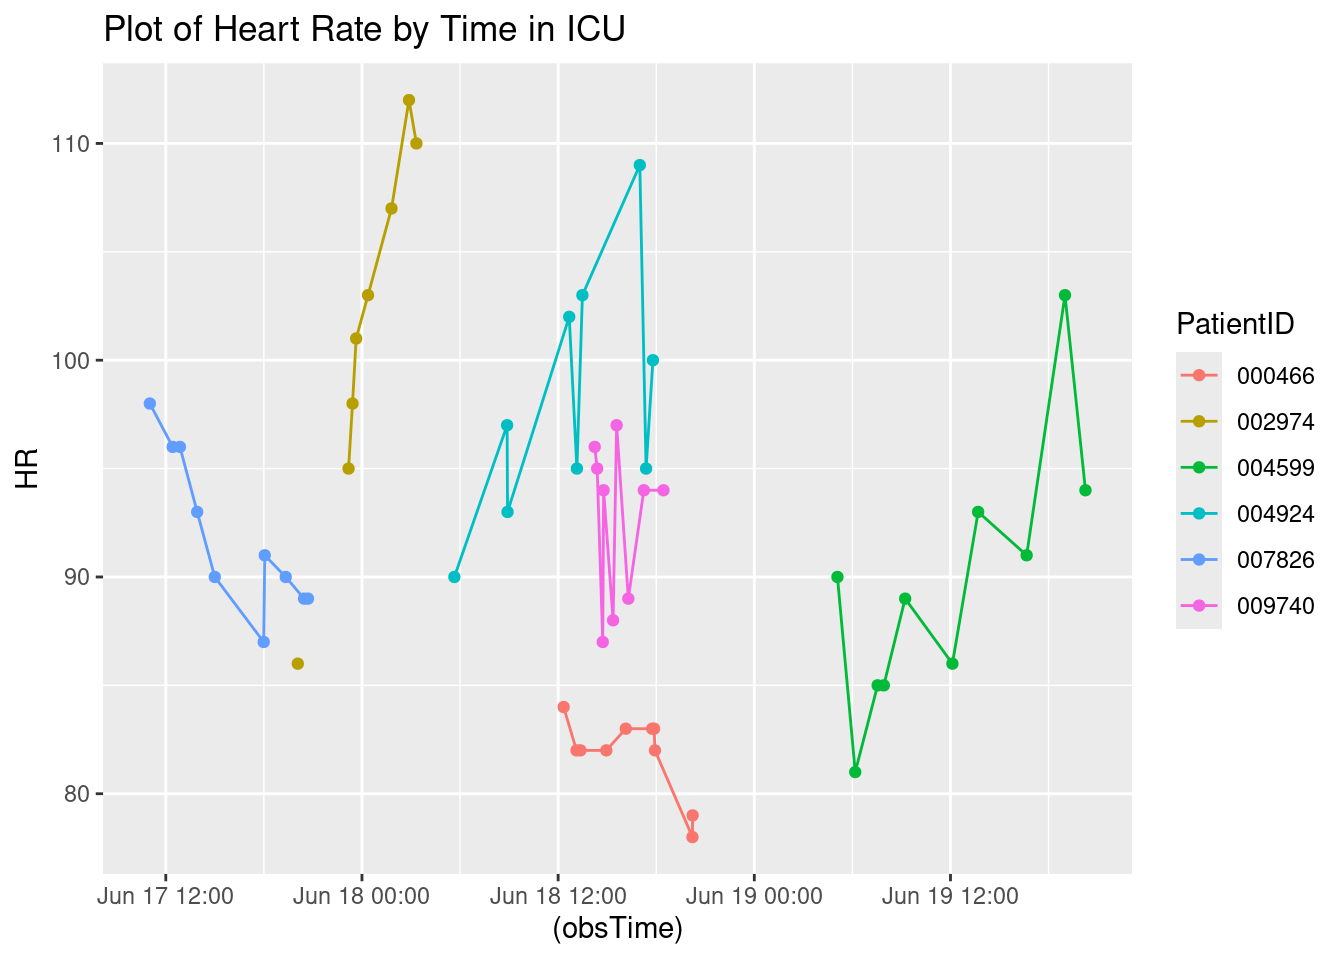 Plot of Heart Rate by Time in ICU
110
100
90
80
HR
Jun 17 12:00
Jun 18 00:00
Jun 18 12:00
Jun 19 00:00
Jun 19 12:00
(obsTime)
PatientID
000466
002974
004599
004924
007826
009740